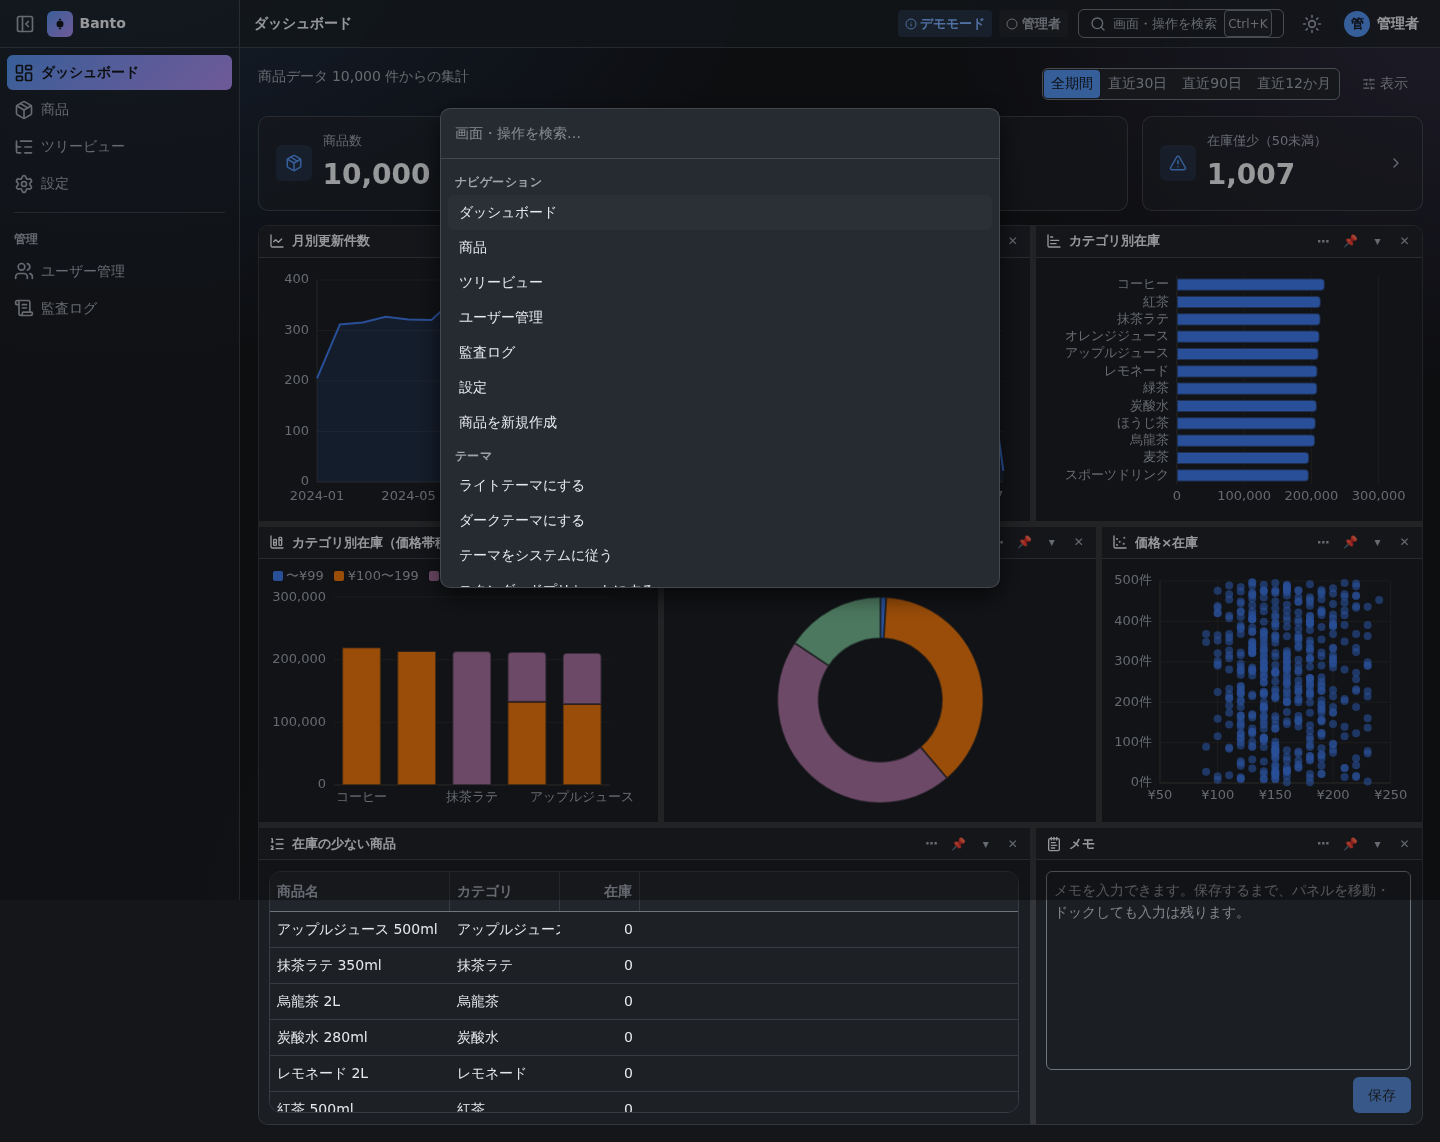 Banto
ダッシュボード
商品
ツリービュー
設定
管理
ユーザー管理
監査ログ
ダッシュボード
デモモード
管理者
画面・操作を検索
Ctrl+K
管
管理者
商品データ 10,000 件からの集計
全期間
直近30日
直近90日
直近12か月
表示
商品数
10,000
在庫僅少（50未満）
1,007
画面・操作を検索…
ナビゲーション
ダッシュボード
商品
ツリービュー
ユーザー管理
監査ログ
設定
商品を新規作成
テーマ
ライトテーマにする
ダークテーマにする
テーマをシステムに従う
月別更新件数
400
300
200
100
0
2024-01
2024-05
カテゴリ別在庫
コーヒー
紅茶
抹茶ラテ
オレンジジュース
アップルジュース
レモネード
緑茶
炭酸水
ほうじ茶
烏龍茶
麦茶
スポーツドリンク
0
100,000
200,000
300,000
カテゴリ別在庫（価格帯
〜¥99
¥100〜199
300,000
200,000
100,000
0
コーヒー
抹茶ラテ
アップルジュース
価格×在庫
500件
400件
300件
200件
100件
0件
¥50
¥100
¥150
¥200
¥250
在庫の少ない商品
商品名
カテゴリ
在庫
アップルジュース 500ml
アップルジュー
0
抹茶ラテ 350ml
抹茶ラテ
0
烏龍茶 2L
烏龍茶
0
炭酸水 280ml
炭酸水
0
レモネード 2L
レモネード
0
紅茶 500ml
紅茶
0
メモ
メモを入力できます。保存するまで、パネルを移動・
ドックしても入力は残ります。
保存